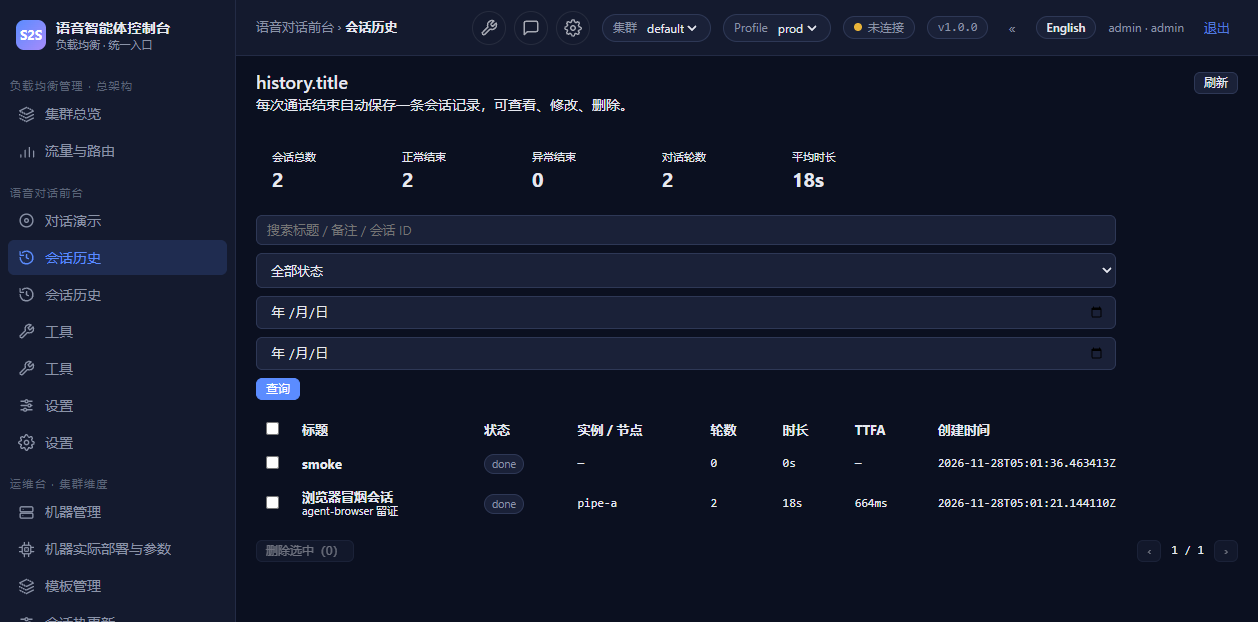 S2S
语音智能体控制台
负载均衡 · 统一入口
负载均衡管理 · 总架构
集群总览
流量与路由
语音对话前台
对话演示
会话历史
会话历史
工具
工具
设置
设置
运维台 · 集群维度
机器管理
机器实际部署与参数
模板管理
语音对话前台 › 会话历史
集群 default
Profile prod
未连接
v1.0.0
«
English
admin · admin
退出
history.title
刷新
每次通话结束自动保存一条会话记录，可查看、修改、删除。
会话总数 正常结束 异常结束 对话轮数 平均时长
2 2 0 2 18s
搜索标题 / 备注 / 会话 ID
全部状态
年 /月/日
年 /月/日
查询
标题 状态 实例 / 节点 轮数 时长 TTFA 创建时间
smoke done — 0 0s — 2026-11-28T05:01:36.463413Z
浏览器冒烟会话 done pipe-a 2 18s 664ms 2026-11-28T05:01:21.144110Z
agent-browser 留证
删除选中 (0)
‹ 1 / 1 ›